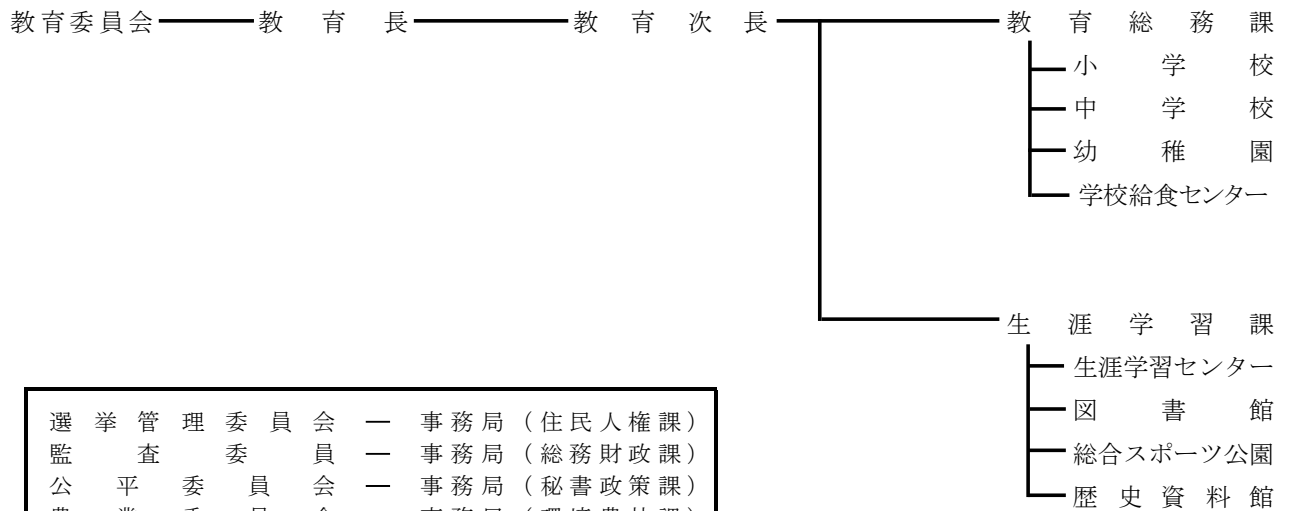 教育委員会 教育長 教育次長 教育総務課
小学校
中学校
幼稚園
学校給食センター
生涯学習課
生涯学習センター
図書館
総合スポーツ公園
歴史資料館
選挙管理委員会 ― 事務局（住民人権課）
監査委員 ― 事務局（総務財政課）
公平委員会 ― 事務局（秘書政策課）